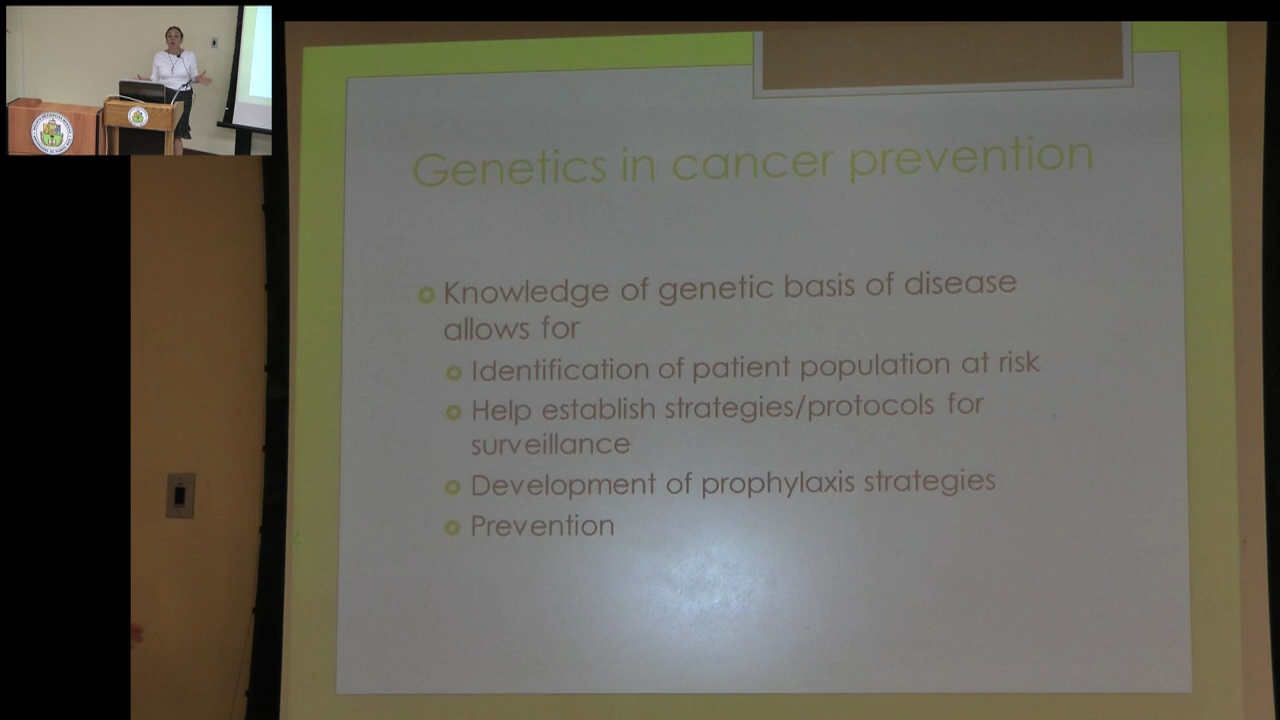 Genetics in cancer prevention
Knowledge of genetic basis of disease
allows for
Identification of patient population at risk
Help establish strategies/protocols for
surveillance
Development of prophylaxis strategies
Prevention